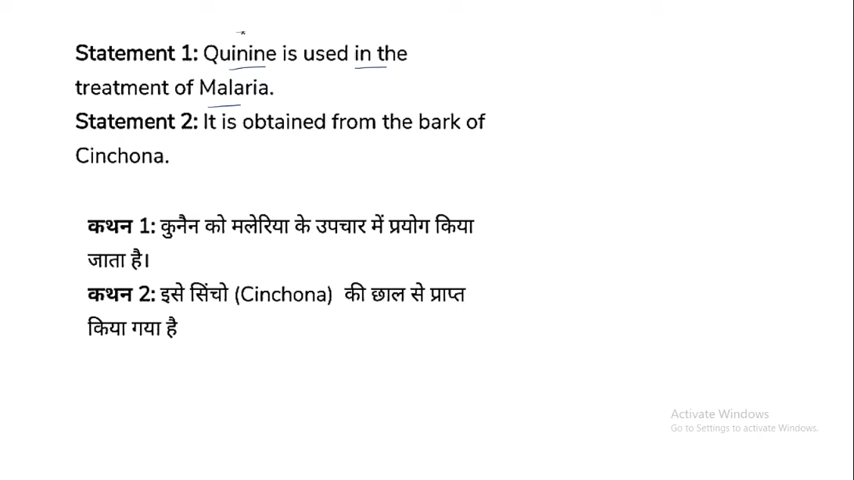 Statement 1: Quinine is used in the
treatment of Malaria.
Statement 2: It is obtained from the bark of
Cinchona.
कथन 1: कुनैन को मलेरिया के उपचार में प्रयोग किया
जाता है।
कथन 2: इसे सिंचो (Cinchona) की छाल से प्राप्त
किया गया है
Activate Windows
Go to Settings to activate Windows.